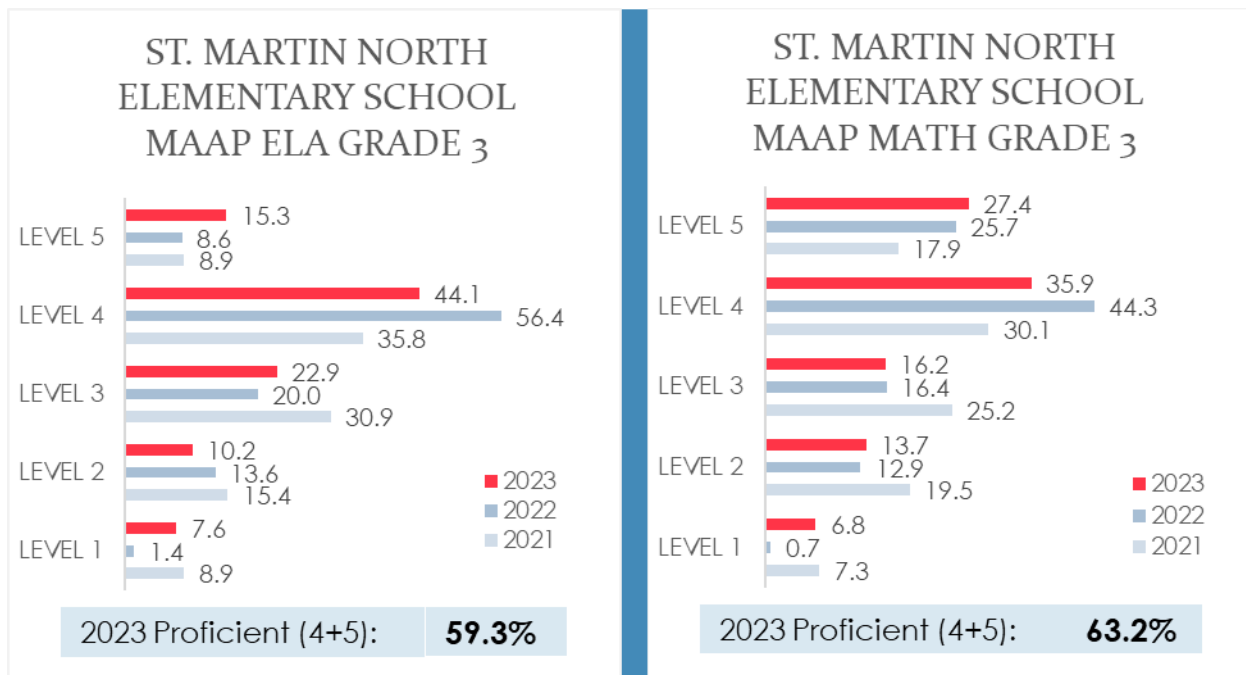 ST. MARTIN NORTH
ELEMENTARY SCHOOL
MAAP ELA GRADE 3
LEVEL 5
15.3
8.6
8.9
LEVEL 4
44.1
56.4
35.8
LEVEL 3
22.9
20.0
30.9
LEVEL 2
10.2
13.6
15.4
LEVEL 1
7.6
1.4
8.9
2023
2022
2021
2023 Proficient (4+5): 59.3%
ST. MARTIN NORTH
ELEMENTARY SCHOOL
MAAP MATH GRADE 3
LEVEL 5
27.4
25.7
17.9
LEVEL 4
35.9
44.3
30.1
LEVEL 3
16.2
16.4
25.2
LEVEL 2
13.7
12.9
19.5
LEVEL 1
6.8
0.7
7.3
2023
2022
2021
2023 Proficient (4+5): 63.2%